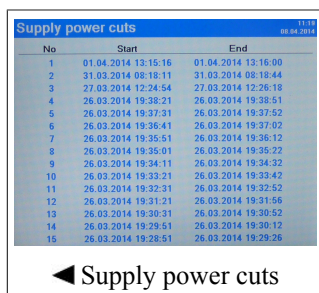 Supply power cuts 11:19
08.04.2014
No Start End
1 01.04.2014 13:15:16 01.04.2014 13:16:00
2 31.03.2014 08:18:11 31.03.2014 08:18:44
3 27.03.2014 12:24:54 27.03.2014 12:26:18
4 26.03.2014 19:38:21 26.03.2014 19:38:51
5 26.03.2014 19:37:31 26.03.2014 19:37:52
6 26.03.2014 19:36:41 26.03.2014 19:37:02
7 26.03.2014 19:35:51 26.03.2014 19:36:12
8 26.03.2014 19:35:01 26.03.2014 19:35:22
9 26.03.2014 19:34:11 26.03.2014 19:34:32
10 26.03.2014 19:33:21 26.03.2014 19:33:42
11 26.03.2014 19:32:31 26.03.2014 19:32:52
12 26.03.2014 19:31:21 26.03.2014 19:31:56
13 26.03.2014 19:30:31 26.03.2014 19:30:52
14 26.03.2014 19:29:51 26.03.2014 19:30:12
15 26.03.2014 19:28:51 26.03.2014 19:29:26
◄ Supply power cuts